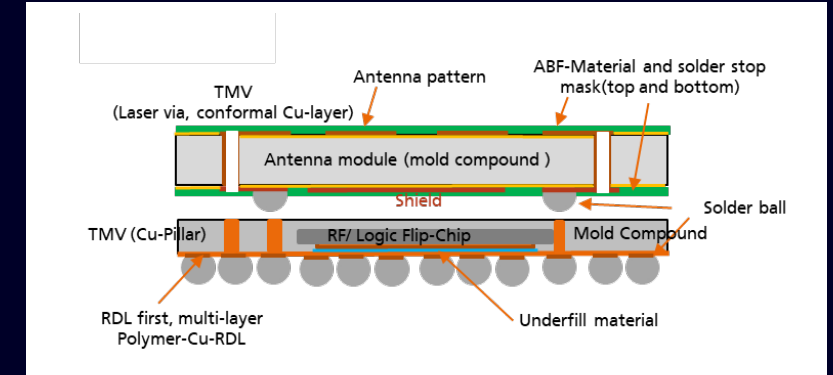 Antenna pattern
ABF-Material and solder stop
mask(top and bottom)
TMV
(Laser via, conformal Cu-layer)
Antenna module (mold compound )
Shield
Solder ball
TMV (Cu-Pillar)
RF/ Logic Flip-Chip
Mold Compound
RDL first, multi-layer
Polymer-Cu-RDL
Underfill material